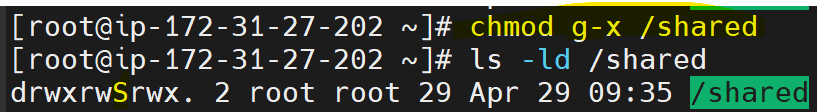 [root@ip-172-31-27-202 ~]# chmod g-x /shared
[root@ip-172-31-27-202 ~]# ls -ld /shared
drwxrwSrwx. 2 root root 29 Apr 29 09:35 /shared